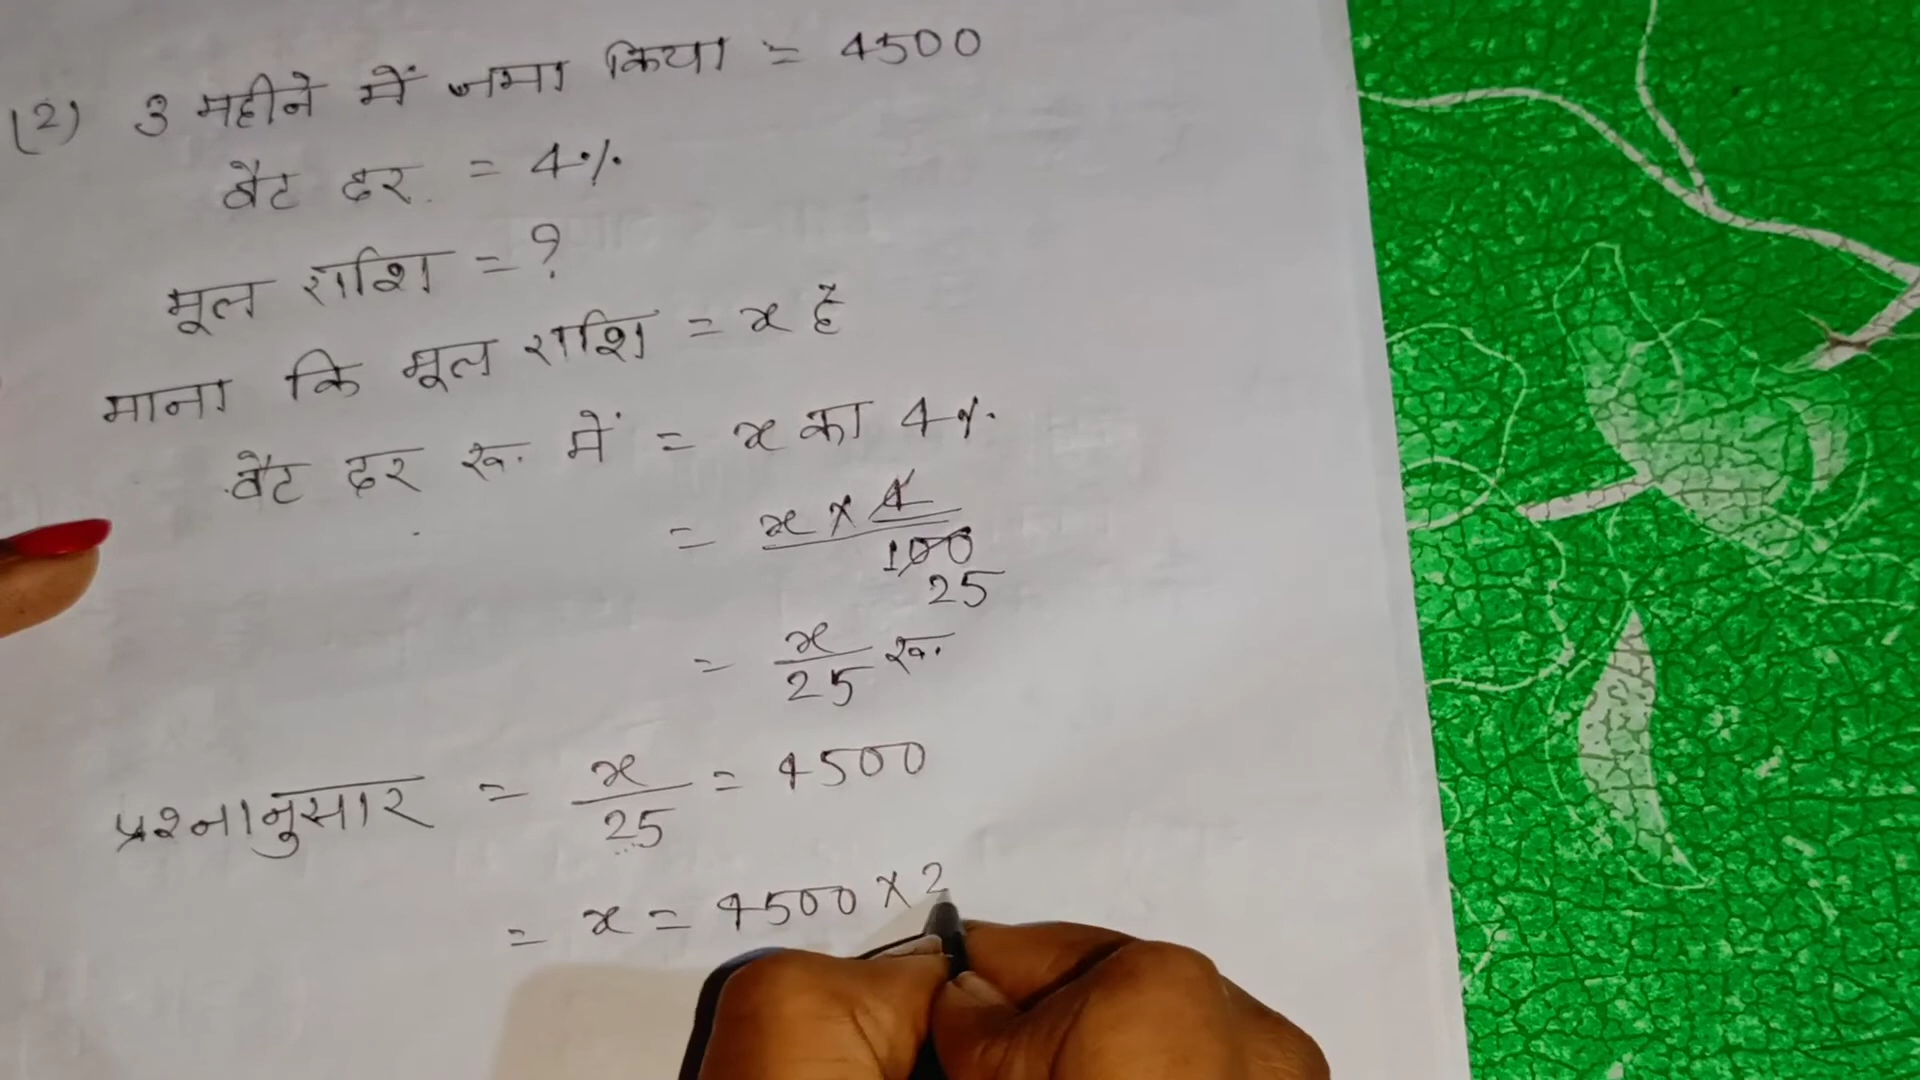 (2) 3 महीने में जमा किया = 4500
वैट दर = 4%
मूल राशि = ?
माना कि मूल राशि = x है
वैट दर रू. में = x का 4%
= x × 4
100
25
= x/25 रू.
प्रश्नानुसार = x/25 = 4500
= x = 4500 × 2